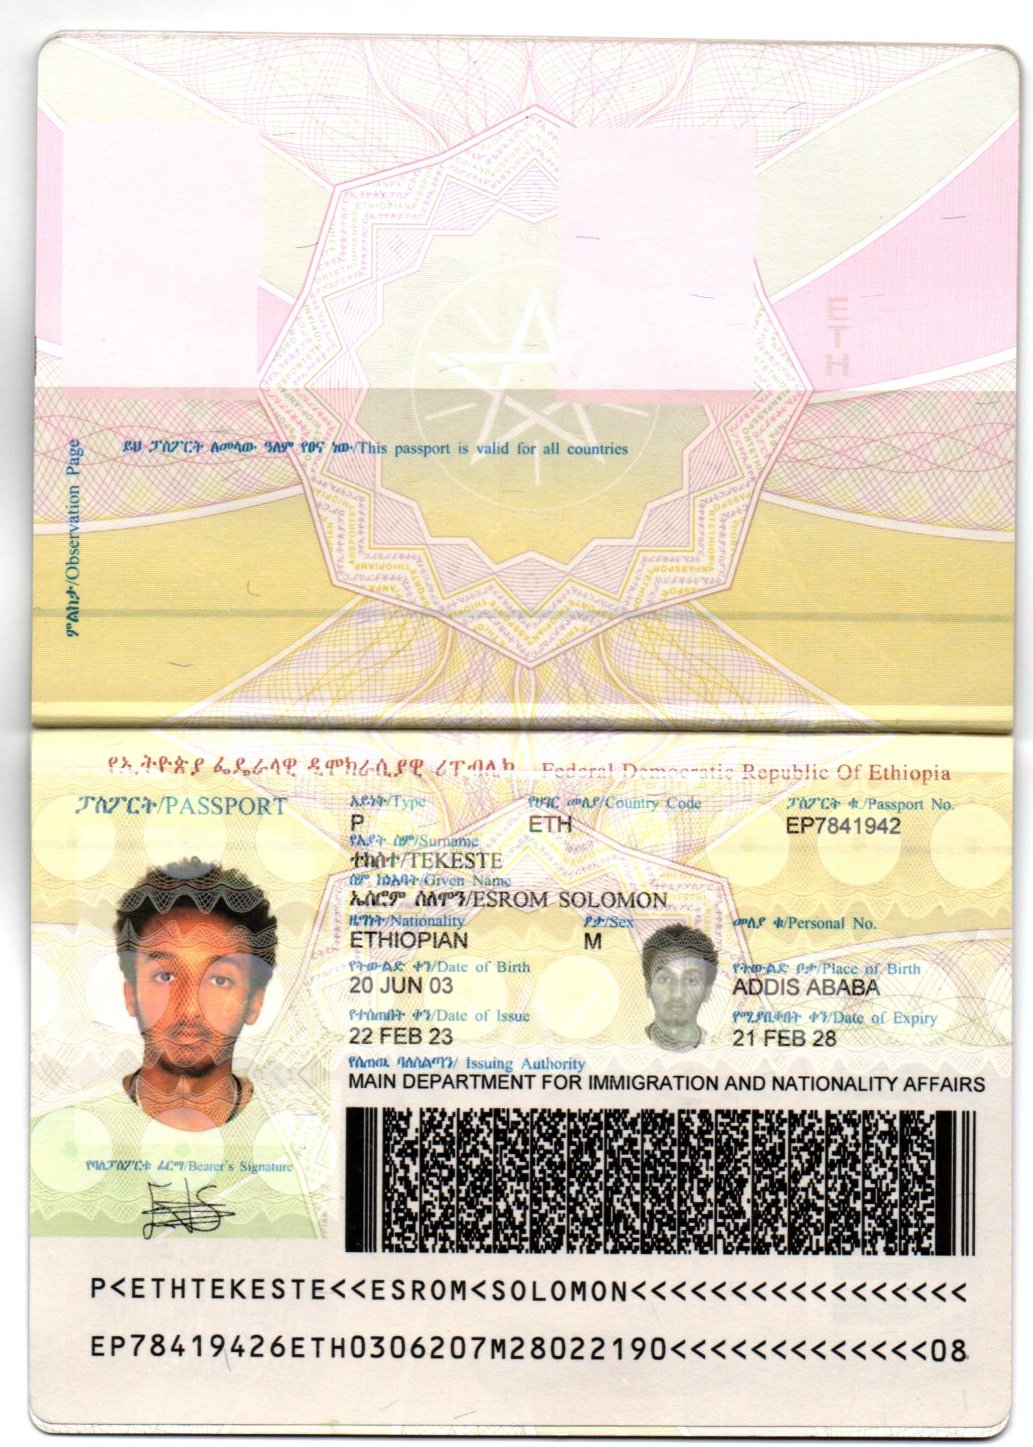 ይህ ፓስፖርት ለመላው ዓለም የፀና ነው/This passport is valid for all countries
ምልከታ/Observation Page
ETH
የኢትዮጵያ ፌዴራላዊ ዲሞክራሲያዊ ሪፐብሊክ Federal Democratic Republic Of Ethiopia
ፓስፖርት/PASSPORT
አይነት/Type የሀገር መለያ/Country Code ፓስፖርት ቁ./Passport No.
P ETH EP7841942
የአያት ስም/Surname
ተከስተ/TEKESTE
ስም ከነአባት/Given Name
ኤስሮም ሰለሞን/ESROM SOLOMON
ዜግነት/Nationality ፆታ/Sex መለያ ቁ/Personal No.
ETHIOPIAN M
የትውልድ ቀን/Date of Birth የትውልድ ቦታ/Place of Birth
20 JUN 03 ADDIS ABABA
የተሰጠበት ቀን/Date of Issue የሚያበቃበት ቀን/Date of Expiry
22 FEB 23 21 FEB 28
የሰጠዉ ባለስልጣን/ Issuing Authority
MAIN DEPARTMENT FOR IMMIGRATION AND NATIONALITY AFFAIRS
የባለፓስፖርቱ ፊርማ/Bearer's Signature
P<ETHTEKESTE<<ESROM<SOLOMON<<<<<<<<<<<<<<<<<
EP78419426ETH0306207M28022190<<<<<<<<<<<<<08